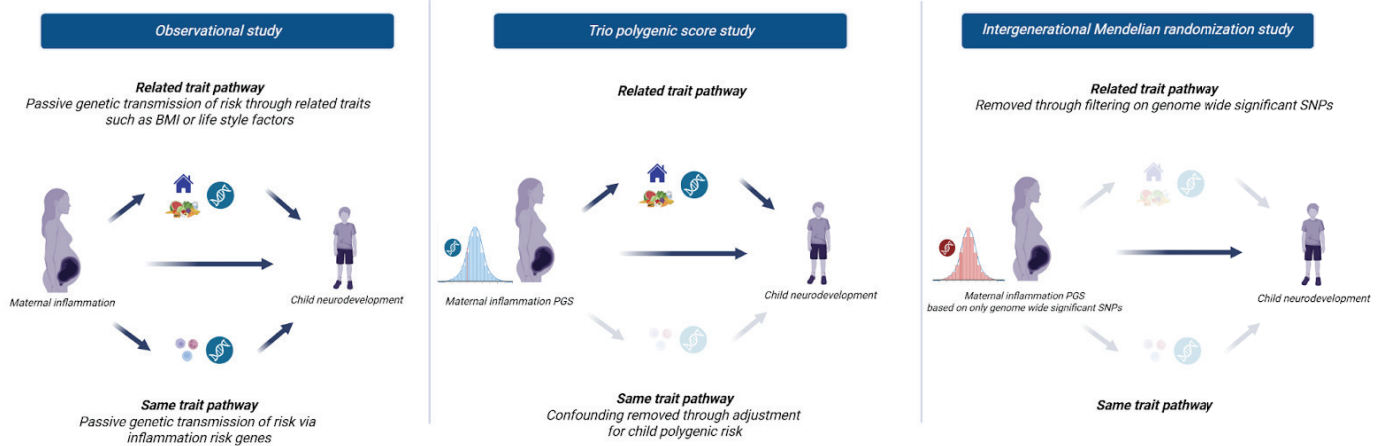 Observational study
Related trait pathway
Passive genetic transmission of risk through related traits
such as BMI or life style factors
Maternal inflammation
Child neurodevelopment
Same trait pathway
Passive genetic transmission of risk via
inflammation risk genes
Trio polygenic score study
Related trait pathway
Maternal inflammation PGS
Child neurodevelopment
Same trait pathway
Confounding removed through adjustment
for child polygenic risk
Intergenerational Mendelian randomization study
Related trait pathway
Removed through filtering on genome wide significant SNPs
Maternal inflammation PGS
based on only genome wide significant SNPs
Child neurodevelopment
Same trait pathway